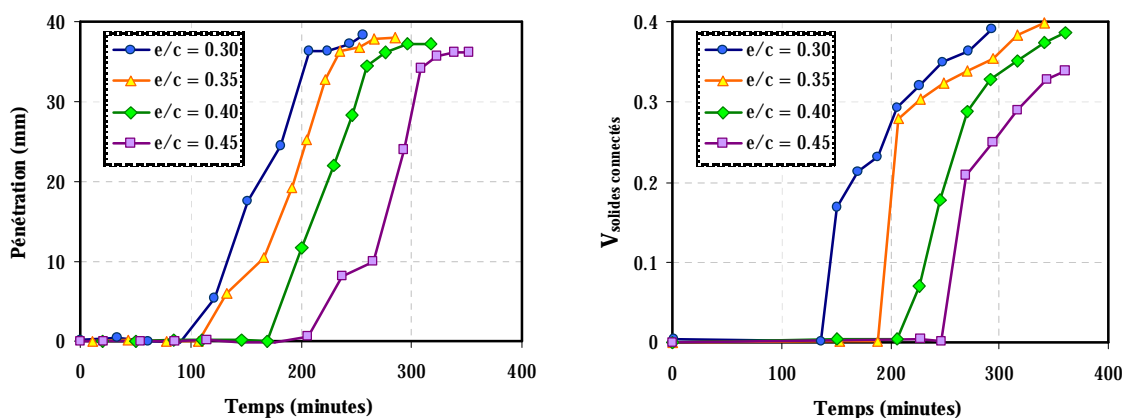 40
30
20
10
0
Pénétration (mm)
e/c = 0.30
e/c = 0.35
e/c = 0.40
e/c = 0.45
0
100
200
300
400
Temps (minutes)
0.4
0.3
0.2
0.1
0
V solides connectés
e/c = 0.30
e/c = 0.35
e/c = 0.40
e/c = 0.45
0
100
200
300
400
Temps (minutes)